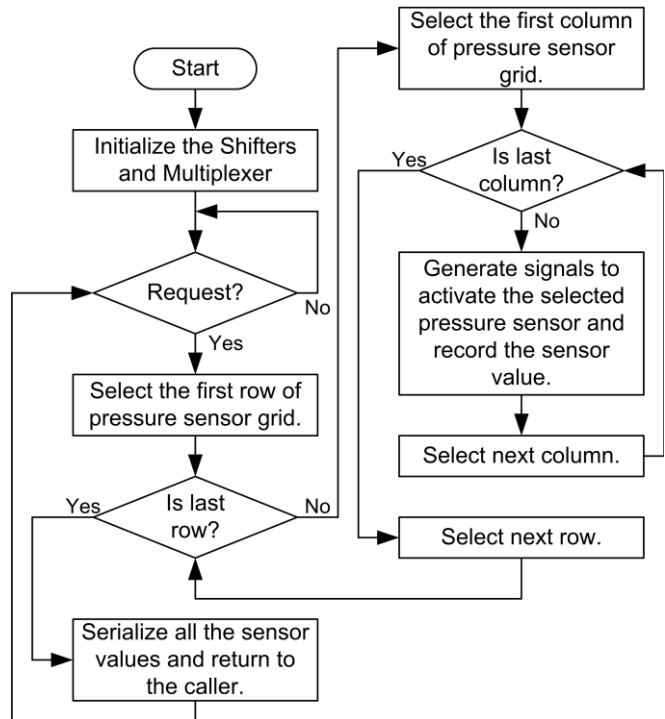 Start
Initialize the Shifters
and Multiplexer
Request?
No
Yes
Select the first row of
pressure sensor grid.
Yes
Is last
row?
No
Serialize all the sensor
values and return to
the caller.
Select the first column
of pressure sensor
grid.
Yes
Is last
column?
No
Generate signals to
activate the selected
pressure sensor and
record the sensor
value.
Select next column.
Select next row.